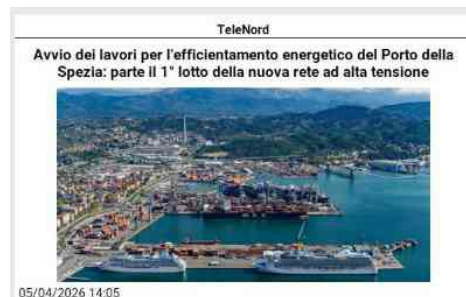 TeleNord
Avvio dei lavori per l'efficientamento energetico del Porto della
Spezia: parte il 1° lotto della nuova rete ad alta tensione
05/04/2026 14:05